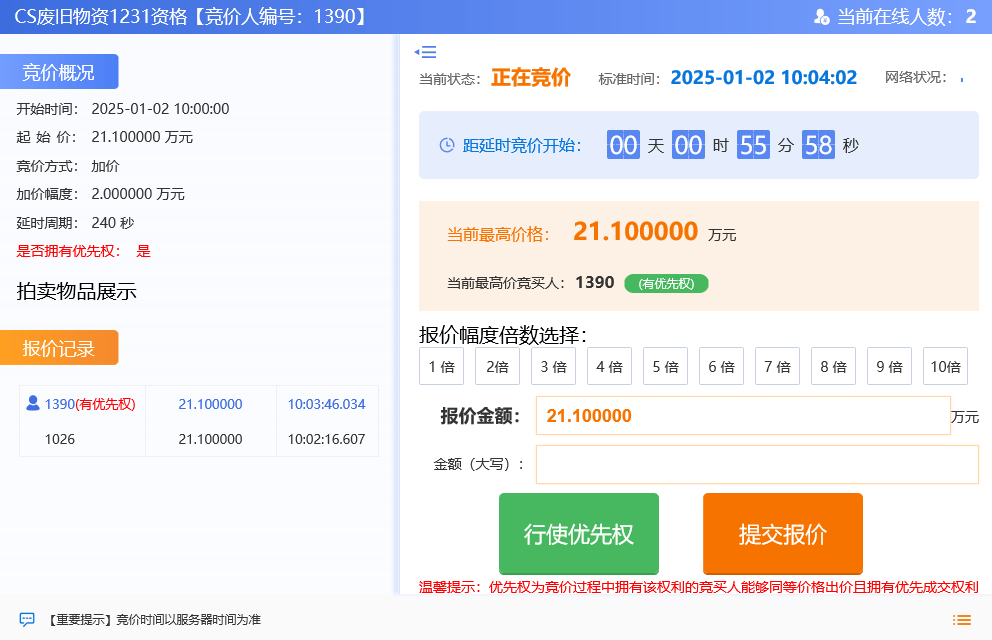 CS废旧物资1231资格【竞价人编号：1390】
当前在线人数：2
竞价概况
开始时间： 2025-01-02 10:00:00
起 始 价： 21.100000 万元
竞价方式： 加价
加价幅度： 2.000000 万元
延时周期： 240 秒
是否拥有优先权： 是
拍卖物品展示
报价记录
1390(有优先权) 21.100000 10:03:46.034
1026 21.100000 10:02:16.607
当前状态： 正在竞价 标准时间： 2025-01-02 10:04:02 网络状况：
距延时竞价开始： 00 天 00 时 55 分 58 秒
当前最高价格： 21.100000 万元
当前最高价竞买人： 1390 (有优先权)
报价幅度倍数选择：
1 倍 2倍 3 倍 4 倍 5 倍 6 倍 7 倍 8 倍 9 倍 10倍
报价金额： 21.100000 万元
金额（大写）：
行使优先权 提交报价
温馨提示：优先权为竞价过程中拥有该权利的竞买人能够同等价格出价且拥有优先成交权利
【重要提示】竞价时间以服务器时间为准